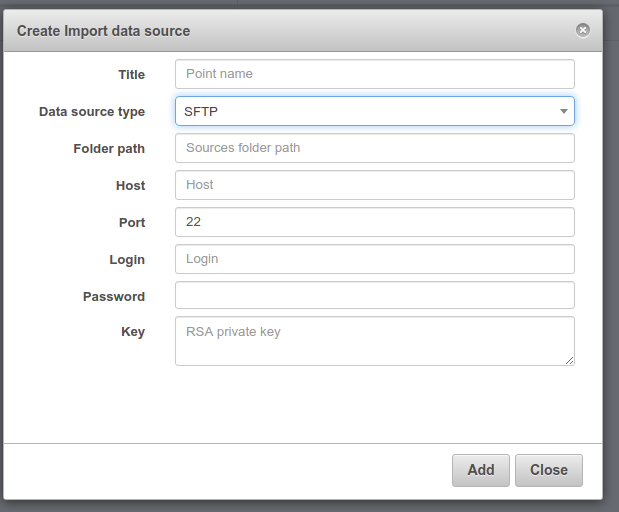 Create Import data source
Title Point name
Data source type SFTP
Folder path Sources folder path
Host Host
Port 22
Login Login
Password
Key RSA private key
Add Close